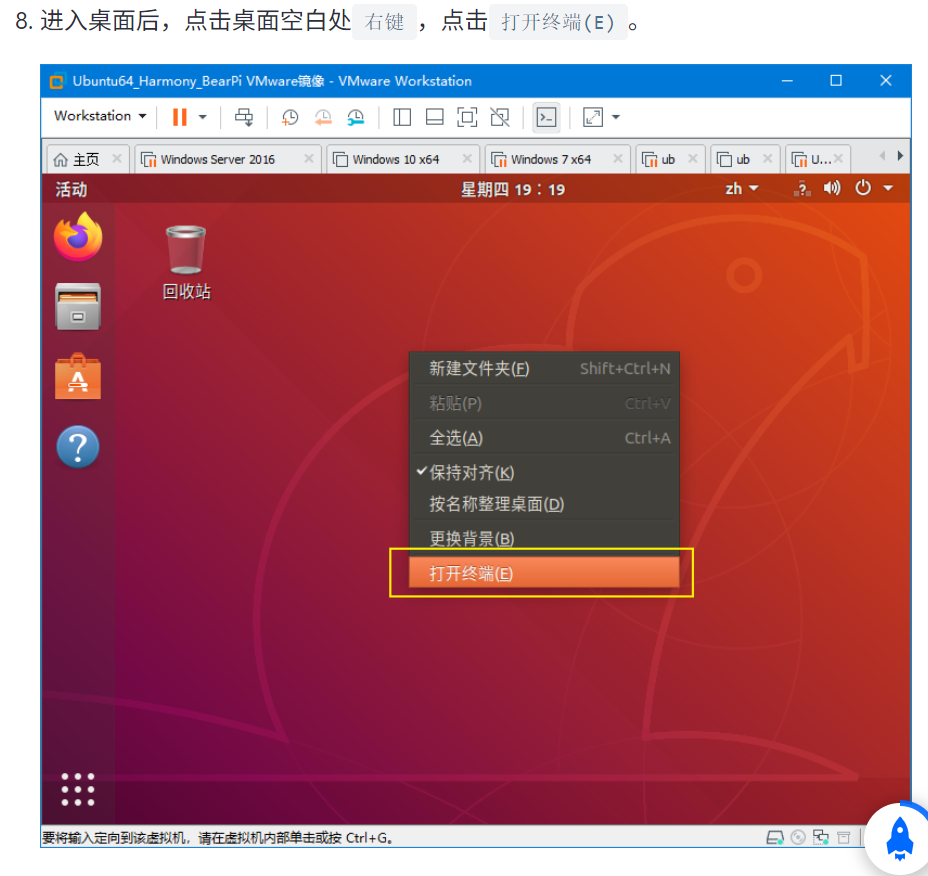 8. 进入桌面后，点击桌面空白处 右键 ，点击 打开终端(E) 。
Ubuntu64_Harmony_BearPi VMware镜像 - VMware Workstation
Workstation
主页 Windows Server 2016 Windows 10 x64 Windows 7 x64 ub ub U...
活动 星期四 19：19 zh
回收站
新建文件夹(F) Shift+Ctrl+N
粘贴(P) Ctrl+V
全选(A) Ctrl+A
保持对齐(K)
按名称整理桌面(D)
更换背景(B)
打开终端(E)
要将输入定向到该虚拟机，请在虚拟机内部单击或按 Ctrl+G。